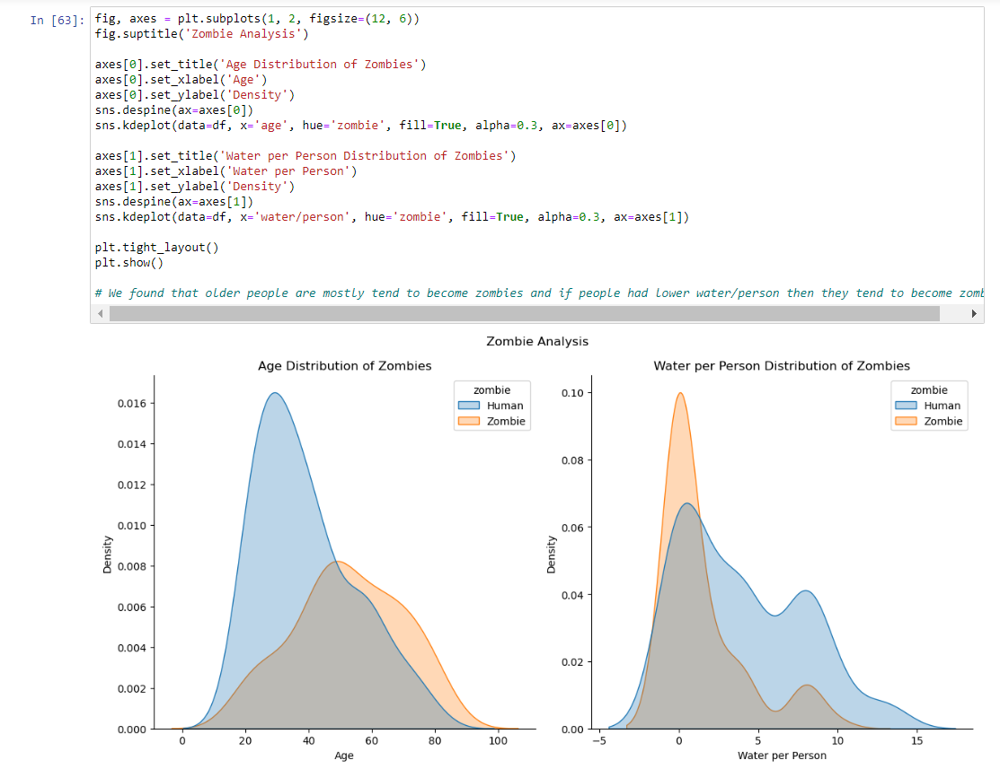 In [63]:
fig, axes = plt.subplots(1, 2, figsize=(12, 6))
fig.suptitle('Zombie Analysis')
axes[0].set_title('Age Distribution of Zombies')
axes[0].set_xlabel('Age')
axes[0].set_ylabel('Density')
sns.despine(ax=axes[0])
sns.kdeplot(data=df, x='age', hue='zombie', fill=True, alpha=0.3, ax=axes[0])
axes[1].set_title('Water per Person Distribution of Zombies')
axes[1].set_xlabel('Water per Person')
axes[1].set_ylabel('Density')
sns.despine(ax=axes[1])
sns.kdeplot(data=df, x='water/person', hue='zombie', fill=True, alpha=0.3, ax=axes[1])
plt.tight_layout()
plt.show()
# We found that older people are mostly tend to become zombies and if people had lower water/person then they tend to become
Zombie Analysis
Age Distribution of Zombies
zombie
Human
Zombie
0.016
0.014
0.012
0.010
0.008
0.006
0.004
0.002
0.000
Density
0 20 40 60 80 100
Age
Water per Person Distribution of Zombies
zombie
Human
Zombie
0.10
0.08
0.06
0.04
0.02
0.00
Density
−5 0 5 10 15
Water per Person